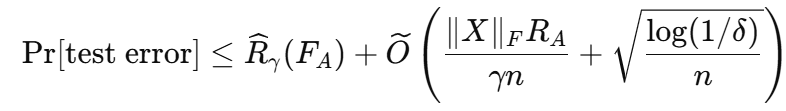 Pr[test error] ≤ R̂_γ(F_A) + Õ( ‖X‖_F R_A / γn + √( log(1/δ) / n ) )